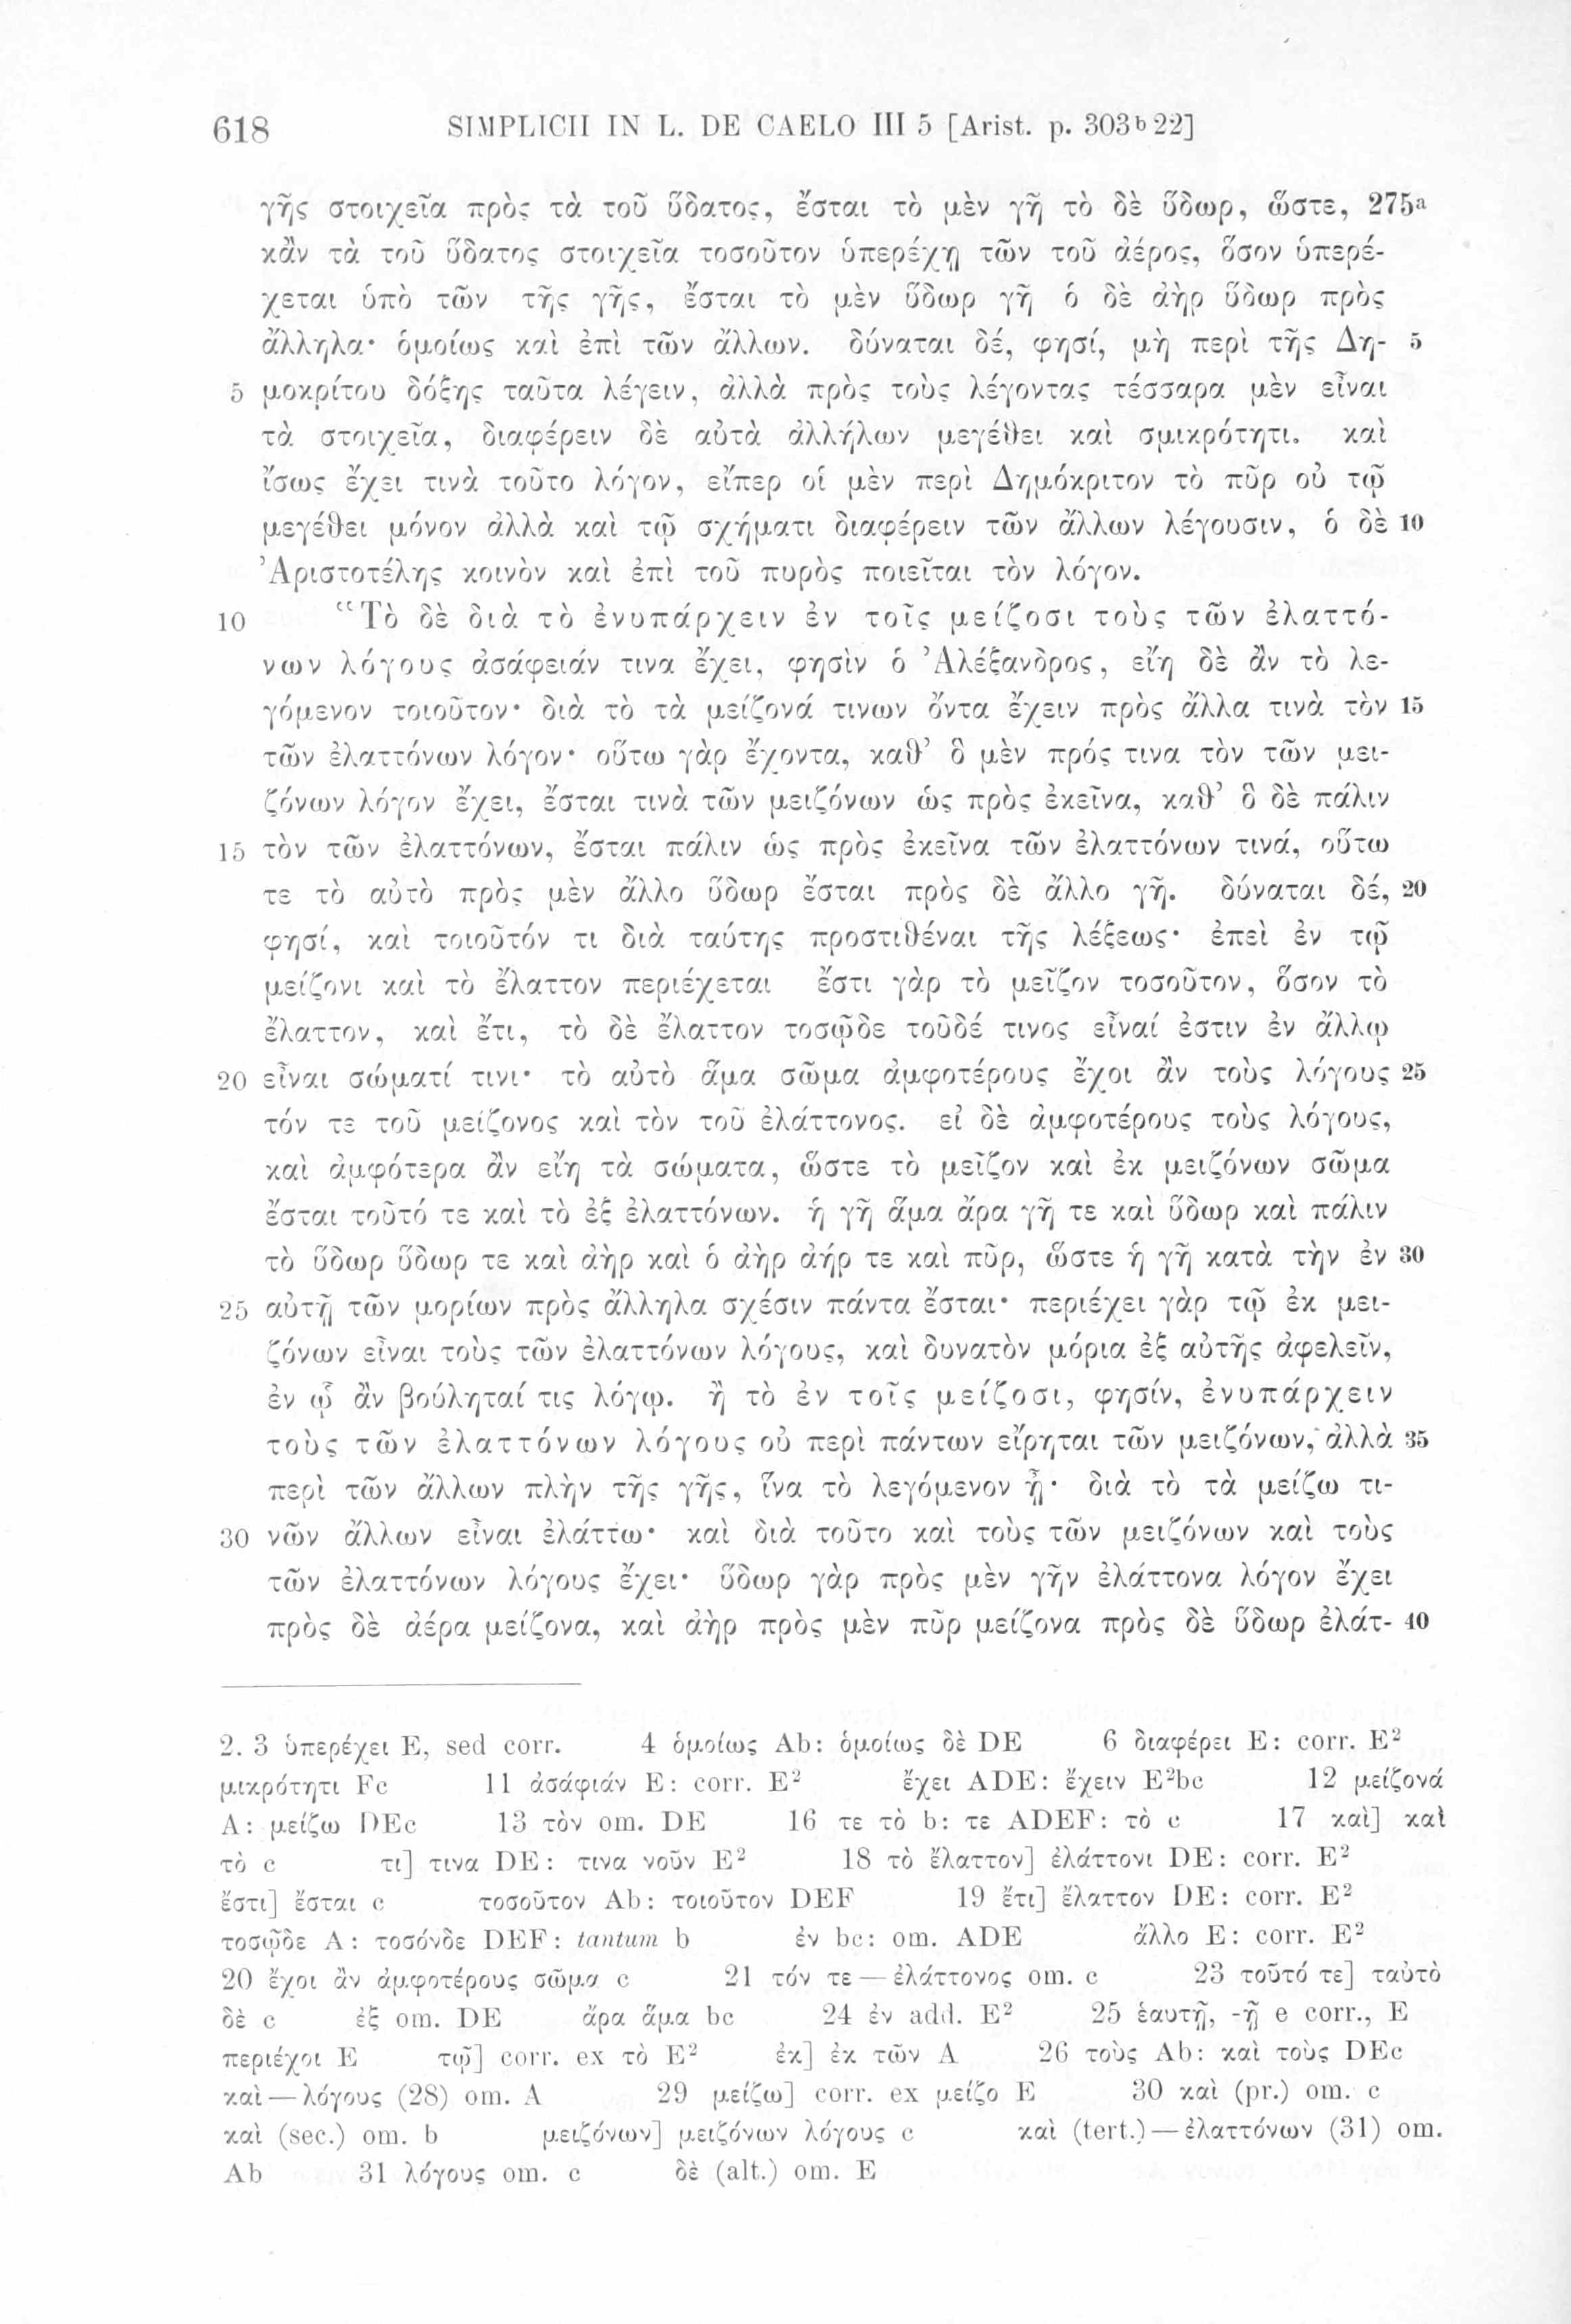 618 SIMPLICII IN L. DE CAELO III 5 [Arist. p. 303b22]
γῆς στοιχεῖα πρὸς τὰ τοῦ ὕδατος, ἔσται τὸ μὲν γῆ τὸ δὲ ὕδωρ, ὥστε, 275a
κἂν τὰ τοῦ ὕδατος στοιχεῖα τοσοῦτον ὑπερέχῃ τῶν τοῦ ἀέρος, ὅσον ὑπερέ-
χεται ὑπὸ τῶν τῆς γῆς, ἔσται τὸ μὲν ὕδωρ γῆ ὁ δὲ ἀὴρ ὕδωρ πρὸς
ἄλληλα· ὁμοίως καὶ ἐπὶ τῶν ἄλλων. δύναται δέ, φησί, μὴ περὶ τῆς Δη- 5
5 μοκρίτου δόξης ταῦτα λέγειν, ἀλλὰ πρὸς τοὺς λέγοντας τέσσαρα μὲν εἶναι
τὰ στοιχεῖα, διαφέρειν δὲ αὐτὰ ἀλλήλων μεγέθει καὶ σμικρότητι. καὶ
ἴσως ἔχει τινὰ τοῦτο λόγον, εἴπερ οἱ μὲν περὶ Δημόκριτον τὸ πῦρ οὐ τῷ
μεγέθει μόνον ἀλλὰ καὶ τῷ σχήματι διαφέρειν τῶν ἄλλων λέγουσιν, ὁ δὲ 10
Ἀριστοτέλης κοινὸν καὶ ἐπὶ τοῦ πυρὸς ποιεῖται τὸν λόγον.
10 “Τὸ δὲ διὰ τὸ ἐνυπάρχειν ἐν τοῖς μείζοσι τοὺς τῶν ἐλαττό-
νων λόγους ἀσάφειάν τινα ἔχει, φησὶν ὁ Ἀλέξανδρος, εἴη δὲ ἂν τὸ λε-
γόμενον τοιοῦτον· διὰ τὸ τὰ μείζονά τινων ὄντα ἔχειν πρὸς ἄλλα τινὰ τὸν 15
τῶν ἐλαττόνων λόγον· οὕτω γὰρ ἔχοντα, καθ’ ὃ μὲν πρός τινα τὸν τῶν μει-
ζόνων λόγον ἔχει, ἔσται τινὰ τῶν μειζόνων ὡς πρὸς ἐκεῖνα, καθ’ ὃ δὲ πάλιν
15 τὸν τῶν ἐλαττόνων, ἔσται πάλιν ὡς πρὸς ἐκεῖνα τῶν ἐλαττόνων τινά, οὕτω
τε τὸ αὐτὸ πρὸς μὲν ἄλλο ὕδωρ ἔσται πρὸς δὲ ἄλλο γῆ. δύναται δέ, 20
φησί, καὶ τοιοῦτόν τι διὰ ταύτης προστιθέναι τῆς λέξεως· ἐπεὶ ἐν τῷ
μείζονι καὶ τὸ ἔλαττον περιέχεται ἔστι γὰρ τὸ μεῖζον τοσοῦτον, ὅσον τὸ
ἔλαττον, καὶ ἔτι, τὸ δὲ ἔλαττον τοσῷδε τοῦδέ τινος εἶναί ἐστιν ἐν ἄλλῳ
20 εἶναι σώματί τινι· τὸ αὐτὸ ἅμα σῶμα ἀμφοτέρους ἔχοι ἂν τοὺς λόγους 25
τόν τε τοῦ μείζονος καὶ τὸν τοῦ ἐλάττονος. εἰ δὲ ἀμφοτέρους τοὺς λόγους,
καὶ ἀμφότερα ἂν εἴη τὰ σώματα, ὥστε τὸ μεῖζον καὶ ἐκ μειζόνων σῶμα
ἔσται τοῦτό τε καὶ τὸ ἐξ ἐλαττόνων. ἡ γῆ ἅμα ἄρα γῆ τε καὶ ὕδωρ καὶ πάλιν
τὸ ὕδωρ ὕδωρ τε καὶ ἀὴρ καὶ ὁ ἀὴρ ἀήρ τε καὶ πῦρ, ὥστε ἡ γῆ κατὰ τὴν ἐν 30
25 αὐτῇ τῶν μορίων πρὸς ἄλληλα σχέσιν πάντα ἔσται· περιέχει γὰρ τῷ ἐκ μει-
ζόνων εἶναι τοὺς τῶν ἐλαττόνων λόγους, καὶ δυνατὸν μόρια ἐξ αὐτῆς ἀφελεῖν,
ἐν ᾧ ἂν βούληταί τις λόγῳ. ἢ τὸ ἐν τοῖς μείζοσι, φησίν, ἐνυπάρχειν
τοὺς τῶν ἐλαττόνων λόγους οὐ περὶ πάντων εἴρηται τῶν μειζόνων, ἀλλὰ 35
περὶ τῶν ἄλλων πλὴν τῆς γῆς, ἵνα τὸ λεγόμενον ᾖ· διὰ τὸ τὰ μείζω τι-
30 νῶν ἄλλων εἶναι ἐλάττω· καὶ διὰ τοῦτο καὶ τοὺς τῶν μειζόνων καὶ τοὺς
τῶν ἐλαττόνων λόγους ἔχει· ὕδωρ γὰρ πρὸς μὲν γῆν ἐλάττονα λόγον ἔχει
πρὸς δὲ ἀέρα μείζονα, καὶ ἀὴρ πρὸς μὲν πῦρ μείζονα πρὸς δὲ ὕδωρ ἐλάτ- 40
2. 3 ὑπερέχει E, sed corr. 4 ὁμοίως Ab: ὁμοίως δὲ DE 6 διαφέρει E: corr. E²
μικρότητι Fc 11 ἀσάφιάν E: corr. E² ἔχει ADE: ἔχειν E²bc 12 μείζονά
A: μείζω DEc 13 τὸν om. DE 16 τε τὸ b: τε ADEF: τὸ c 17 καὶ] καὶ
τὸ c τι] τινα DE: τινα νοῦν E² 18 τὸ ἔλαττον] ἐλάττονι DE: corr. E²
ἔστι] ἔσται c τοσοῦτον Ab: τοιοῦτον DEF 19 ἔτι] ἔλαττον DE: corr. E²
τοσῷδε A: τοσόνδε DEF: tantum b ἐν bc: om. ADE ἄλλο E: corr. E²
20 ἔχοι ἂν ἀμφοτέρους σῶμα c 21 τόν τε — ἐλάττονος om. c 23 τοῦτό τε] ταὐτὸ
δὲ c ἐξ om. DE ἄρα ἅμα bc 24 ἐν add. E² 25 ἑαυτῇ, -ῇ e corr., E
περιέχοι E τῷ] corr. ex τὸ E² ἐκ] ἐκ τῶν A 26 τοὺς Ab: καὶ τοὺς DEc
καὶ — λόγους (28) om. A 29 μείζω] corr. ex μείζο E 30 καὶ (pr.) om. c
καὶ (sec.) om. b μειζόνων] μειζόνων λόγους c καὶ (tert.) — ἐλαττόνων (31) om.
Ab 31 λόγους om. c δὲ (alt.) om. E